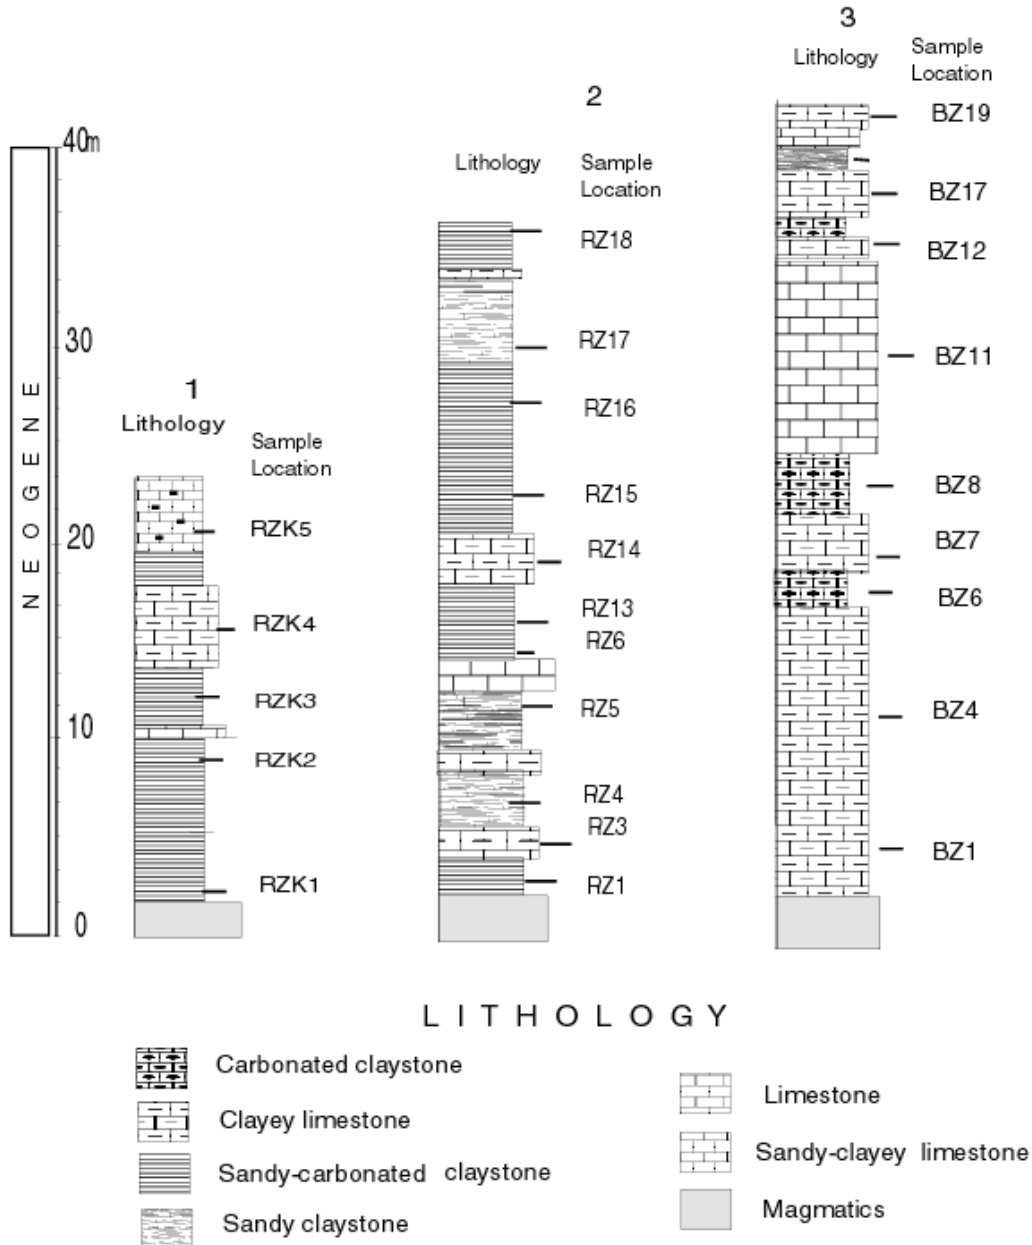 3
Lithology
Sample
Location
BZ19
BZ17
BZ12
BZ11
BZ8
BZ7
BZ6
BZ4
BZ1
2
Lithology
Sample
Location
RZ18
RZ17
RZ16
RZ15
RZ14
RZ13
RZ6
RZ5
RZ4
RZ3
RZ1
1
Lithology
Sample
Location
RZK5
RZK4
RZK3
RZK2
RZK1
40m
30
20
10
0
NEOGENE
LITHOLOGY
Carbonated claystone
Clayey limestone
Sandy-carbonated claystone
Sandy claystone
Limestone
Sandy-clayey limestone
Magmatics